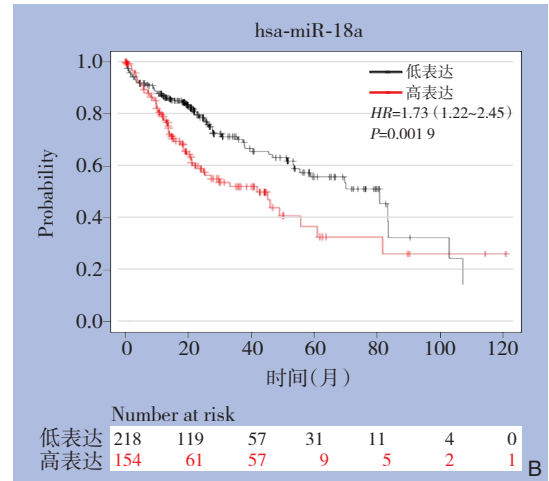 hsa-miR-18a
低表达
高表达
HR=1.73（1.22~2.45）
P=0.001 9
Probability
1.0
0.8
0.6
0.4
0.2
0.0
0 20 40 60 80 100 120
时间（月）
Number at risk
低表达 218 119 57 31 11 4 0
高表达 154 61 57 9 5 2 1
B